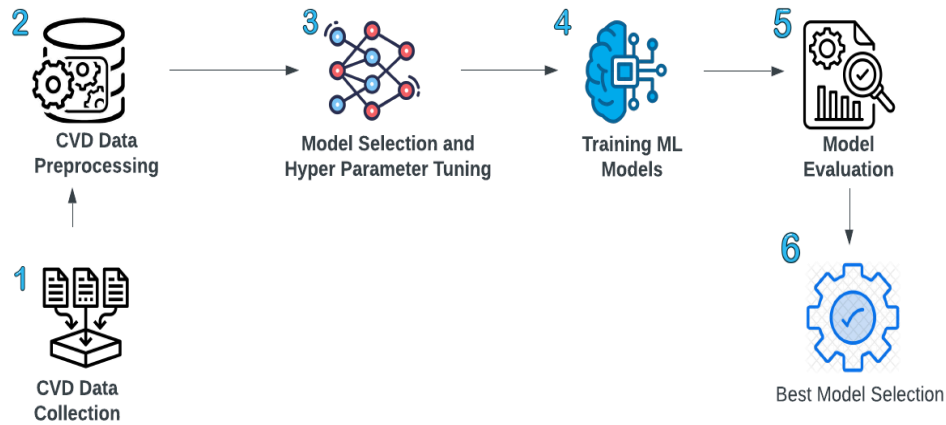 1
CVD Data
Collection
2
CVD Data
Preprocessing
3
Model Selection and
Hyper Parameter Tuning
4
Training ML
Models
5
Model
Evaluation
6
Best Model Selection